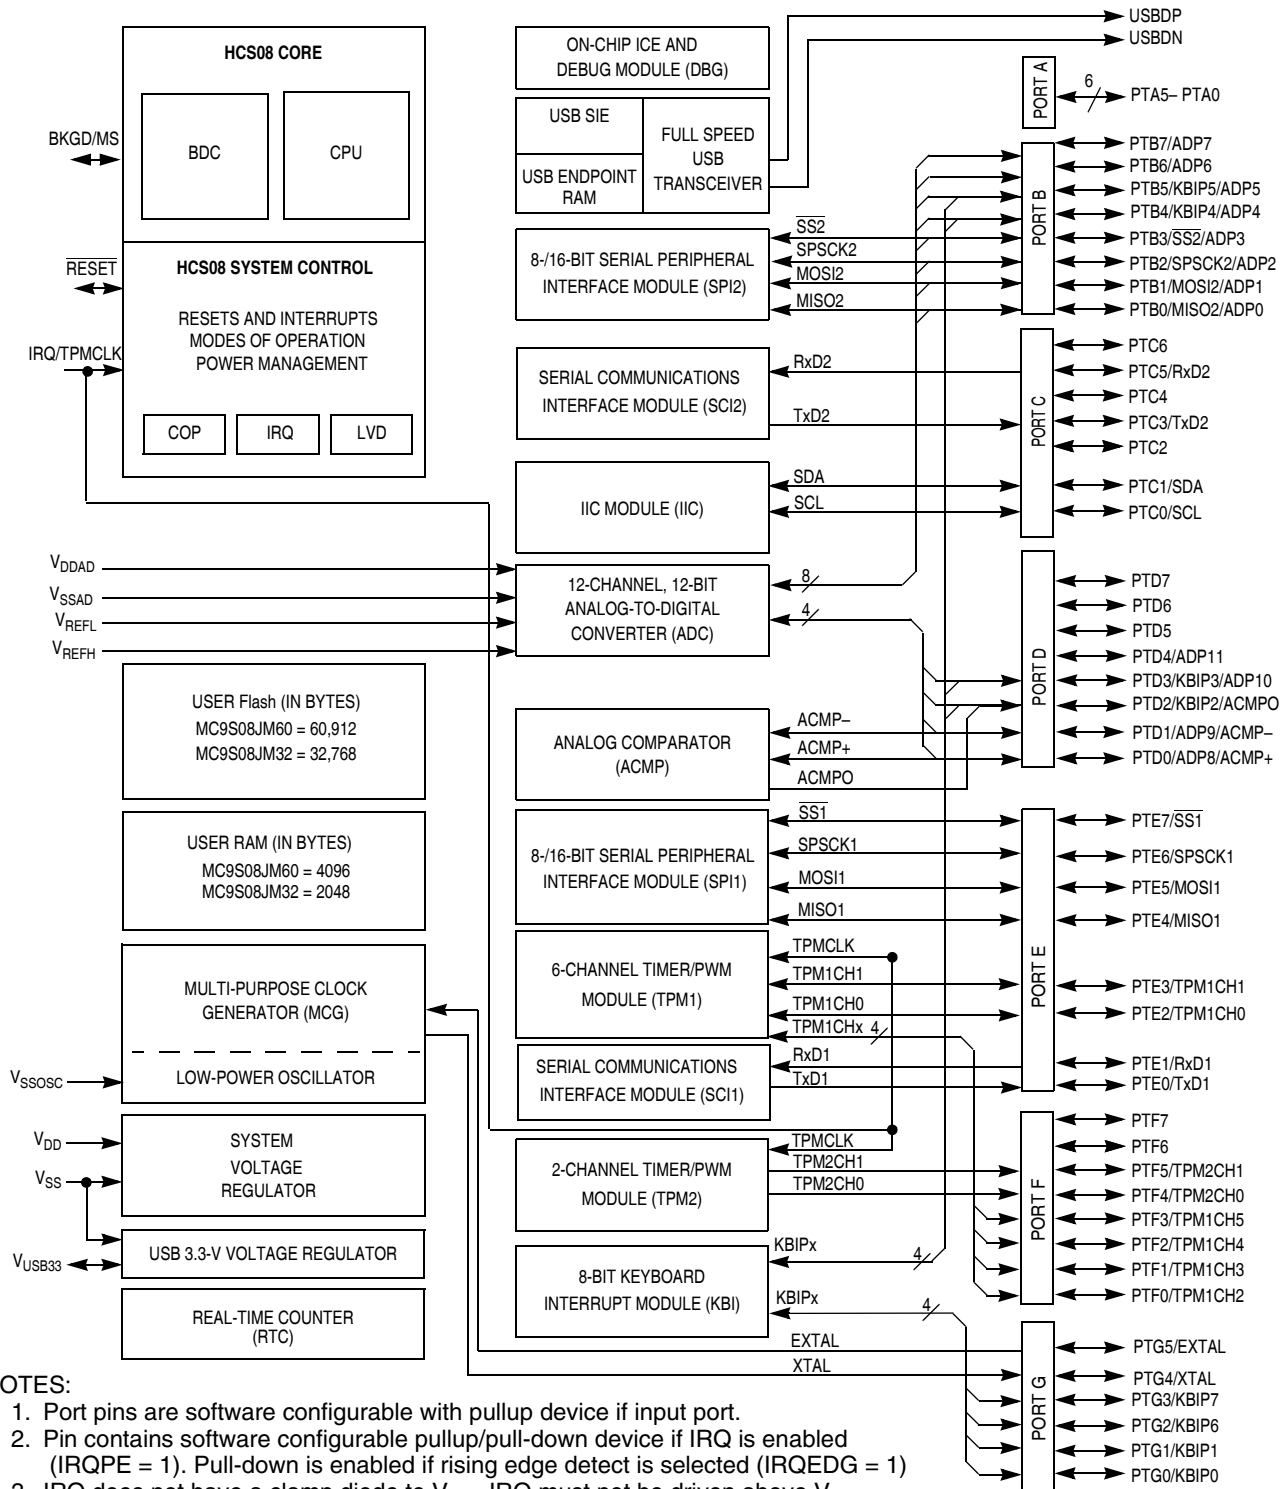 HCS08 CORE
BDC
CPU
BKGD/MS
HCS08 SYSTEM CONTROL
RESET
RESETS AND INTERRUPTS
MODES OF OPERATION
POWER MANAGEMENT
IRQ/TPMCLK
COP
IRQ
LVD
VDDAD
VSSAD
VREFL
VREFH
USER Flash (IN BYTES)
MC9S08JM60 = 60,912
MC9S08JM32 = 32,768
USER RAM (IN BYTES)
MC9S08JM60 = 4096
MC9S08JM32 = 2048
MULTI-PURPOSE CLOCK
GENERATOR (MCG)
LOW-POWER OSCILLATOR
VSSOSC
VDD
VSS
SYSTEM
VOLTAGE
REGULATOR
VUSB33
USB 3.3-V VOLTAGE REGULATOR
REAL-TIME COUNTER
(RTC)
ON-CHIP ICE AND
DEBUG MODULE (DBG)
USB SIE
USB ENDPOINT
RAM
FULL SPEED
USB
TRANSCEIVER
8-/16-BIT SERIAL PERIPHERAL
INTERFACE MODULE (SPI2)
SS2
SPSCK2
MOSI2
MISO2
SERIAL COMMUNICATIONS
INTERFACE MODULE (SCI2)
RxD2
TxD2
IIC MODULE (IIC)
SDA
SCL
12-CHANNEL, 12-BIT
ANALOG-TO-DIGITAL
CONVERTER (ADC)
8
4
ANALOG COMPARATOR
(ACMP)
ACMP–
ACMP+
ACMPO
8-/16-BIT SERIAL PERIPHERAL
INTERFACE MODULE (SPI1)
SS1
SPSCK1
MOSI1
MISO1
6-CHANNEL TIMER/PWM
MODULE (TPM1)
TPMCLK
TPM1CH1
TPM1CH0
TPM1CHx
4
SERIAL COMMUNICATIONS
INTERFACE MODULE (SCI1)
RxD1
TxD1
2-CHANNEL TIMER/PWM
MODULE (TPM2)
TPMCLK
TPM2CH1
TPM2CH0
8-BIT KEYBOARD
INTERRUPT MODULE (KBI)
KBIPx
4
KBIPx
4
EXTAL
XTAL
USBDP
USBDN
PORT A
6
PTA5– PTA0
PORT B
PTB7/ADP7
PTB6/ADP6
PTB5/KBIP5/ADP5
PTB4/KBIP4/ADP4
PTB3/SS2/ADP3
PTB2/SPSCK2/ADP2
PTB1/MOSI2/ADP1
PTB0/MISO2/ADP0
PORT C
PTC6
PTC5/RxD2
PTC4
PTC3/TxD2
PTC2
PTC1/SDA
PTC0/SCL
PORT D
PTD7
PTD6
PTD5
PTD4/ADP11
PTD3/KBIP3/ADP10
PTD2/KBIP2/ACMPO
PTD1/ADP9/ACMP–
PTD0/ADP8/ACMP+
PORT E
PTE7/SS1
PTE6/SPSCK1
PTE5/MOSI1
PTE4/MISO1
PTE3/TPM1CH1
PTE2/TPM1CH0
PTE1/RxD1
PTE0/TxD1
PORT F
PTF7
PTF6
PTF5/TPM2CH1
PTF4/TPM2CH0
PTF3/TPM1CH5
PTF2/TPM1CH4
PTF1/TPM1CH3
PTF0/TPM1CH2
PORT G
PTG5/EXTAL
PTG4/XTAL
PTG3/KBIP7
PTG2/KBIP6
PTG1/KBIP1
PTG0/KBIP0
OTES:
1. Port pins are software configurable with pullup device if input port.
2. Pin contains software configurable pullup/pull-down device if IRQ is enabled
(IRQPE = 1). Pull-down is enabled if rising edge detect is selected (IRQEDG = 1)
IRQ does not have a clamp diode to V IRQ must not be driven above V